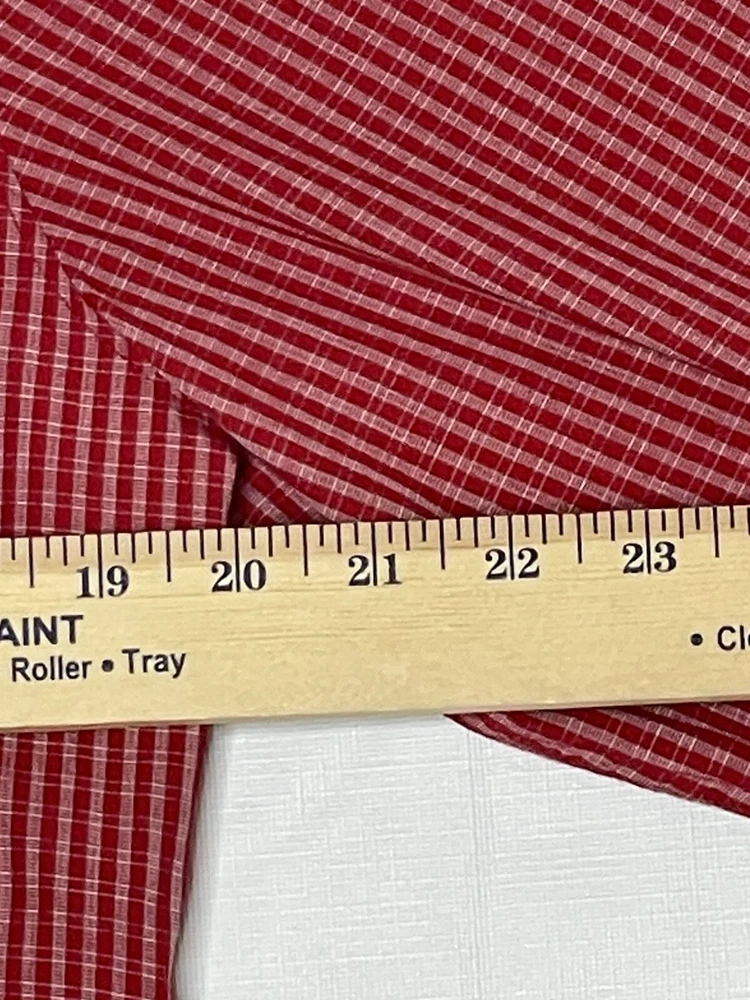 19 20 21 22 23
AINT
Roller • Tray
• Cl